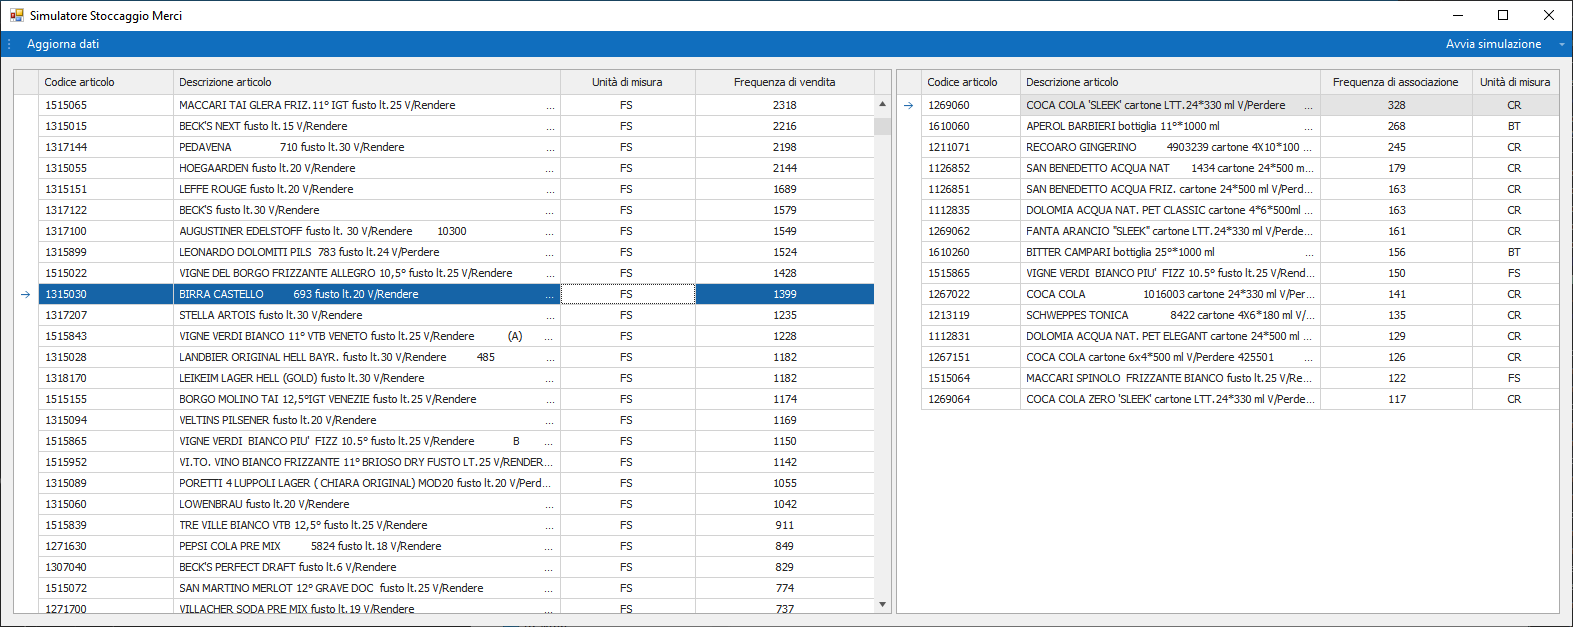 Simulatore Stoccaggio Merci
Aggiorna dati Avvia simulazione
Codice articolo Descrizione articolo Unità di misura Frequenza di vendita
1515065 MACCARI TAI GLERA FRIZ.11° IGT fusto lt.25 V/Rendere ... FS 2318
1315015 BECK'S NEXT fusto lt.15 V/Rendere ... FS 2216
1317144 PEDAVENA 710 fusto lt.30 V/Rendere ... FS 2198
1315055 HOEGAARDEN fusto lt.20 V/Rendere ... FS 2144
1315151 LEFFE ROUGE fusto lt.20 V/Rendere ... FS 1689
1317122 BECK'S fusto lt.30 V/Rendere ... FS 1579
1317100 AUGUSTINER EDELSTOFF fusto lt. 30 V/Rendere 10300 ... FS 1549
1315899 LEONARDO DOLOMITI PILS 783 fusto lt.24 V/Perdere ... FS 1524
1515022 VIGNE DEL BORGO FRIZZANTE ALLEGRO 10,5° fusto lt.25 V/Rendere ... FS 1428
1315030 BIRRA CASTELLO 693 fusto lt.20 V/Rendere ... FS 1399
1317207 STELLA ARTOIS fusto lt.30 V/Rendere ... FS 1235
1515843 VIGNE VERDI BIANCO 11° VTB VENETO fusto lt.25 V/Rendere (A) ... FS 1228
1315028 LANDBIER ORIGINAL HELL BAYR. fusto lt.30 V/Rendere 485 ... FS 1182
1318170 LEIKEIM LAGER HELL (GOLD) fusto lt.30 V/Rendere ... FS 1182
1515155 BORGO MOLINO TAI 12,5°IGT VENEZIE fusto lt.25 V/Rendere ... FS 1174
1315094 VELTINS PILSENER fusto lt.20 V/Rendere ... FS 1169
1515865 VIGNE VERDI BIANCO PIU' FIZZ 10.5° fusto lt.25 V/Rendere B ... FS 1150
1515952 VI.TO. VINO BIANCO FRIZZANTE 11° BRIOSO DRY FUSTO LT.25 V/RENDER... FS 1142
1315089 PORETTI 4 LUPPOLI LAGER ( CHIARA ORIGINAL) MOD20 fusto lt.20 V/Perd... FS 1055
1315060 LOWENBRAU fusto lt.20 V/Rendere ... FS 1042
1515839 TRE VILLE BIANCO VTB 12,5° fusto lt.25 V/Rendere ... FS 911
1271630 PEPSI COLA PRE MIX 5824 fusto lt.18 V/Rendere ... FS 849
1307040 BECK'S PERFECT DRAFT fusto lt.6 V/Rendere ... FS 829
1515072 SAN MARTINO MERLOT 12° GRAVE DOC fusto lt.25 V/Rendere ... FS 774
1271700 VILLACHER SODA PRE MIX fusto lt.19 V/Rendere ... FS 737
Codice articolo Descrizione articolo Frequenza di associazione Unità di misura
1269060 COCA COLA 'SLEEK' cartone LTT.24*330 ml V/Perdere ... 328 CR
1610060 APEROL BARBIERI bottiglia 11°*1000 ml ... 268 BT
1211071 RECOARO GINGERINO 4903239 cartone 4X10*100 ... 245 CR
1126852 SAN BENEDETTO ACQUA NAT 1434 cartone 24*500 m... 179 CR
1126851 SAN BENEDETTO ACQUA FRIZ. cartone 24*500 ml V/Perd... 163 CR
1112835 DOLOMIA ACQUA NAT. PET CLASSIC cartone 4*6*500ml ... 163 CR
1269062 FANTA ARANCIO "SLEEK" cartone LTT.24*330 ml V/Perde... 161 CR
1610260 BITTER CAMPARI bottiglia 25°*1000 ml ... 156 BT
1515865 VIGNE VERDI BIANCO PIU' FIZZ 10.5° fusto lt.25 V/Rend... 150 FS
1267022 COCA COLA 1016003 cartone 24*330 ml V/Per... 141 CR
1213119 SCHWEPPES TONICA 8422 cartone 4X6*180 ml V/... 135 CR
1112831 DOLOMIA ACQUA NAT. PET ELEGANT cartone 24*500 ml ... 129 CR
1267151 COCA COLA cartone 6x4*500 ml V/Perdere 425501 ... 126 CR
1515064 MACCARI SPINOLO FRIZZANTE BIANCO fusto lt.25 V/Re... 122 FS
1269064 COCA COLA ZERO 'SLEEK' cartone LTT.24*330 ml V/Perde... 117 CR